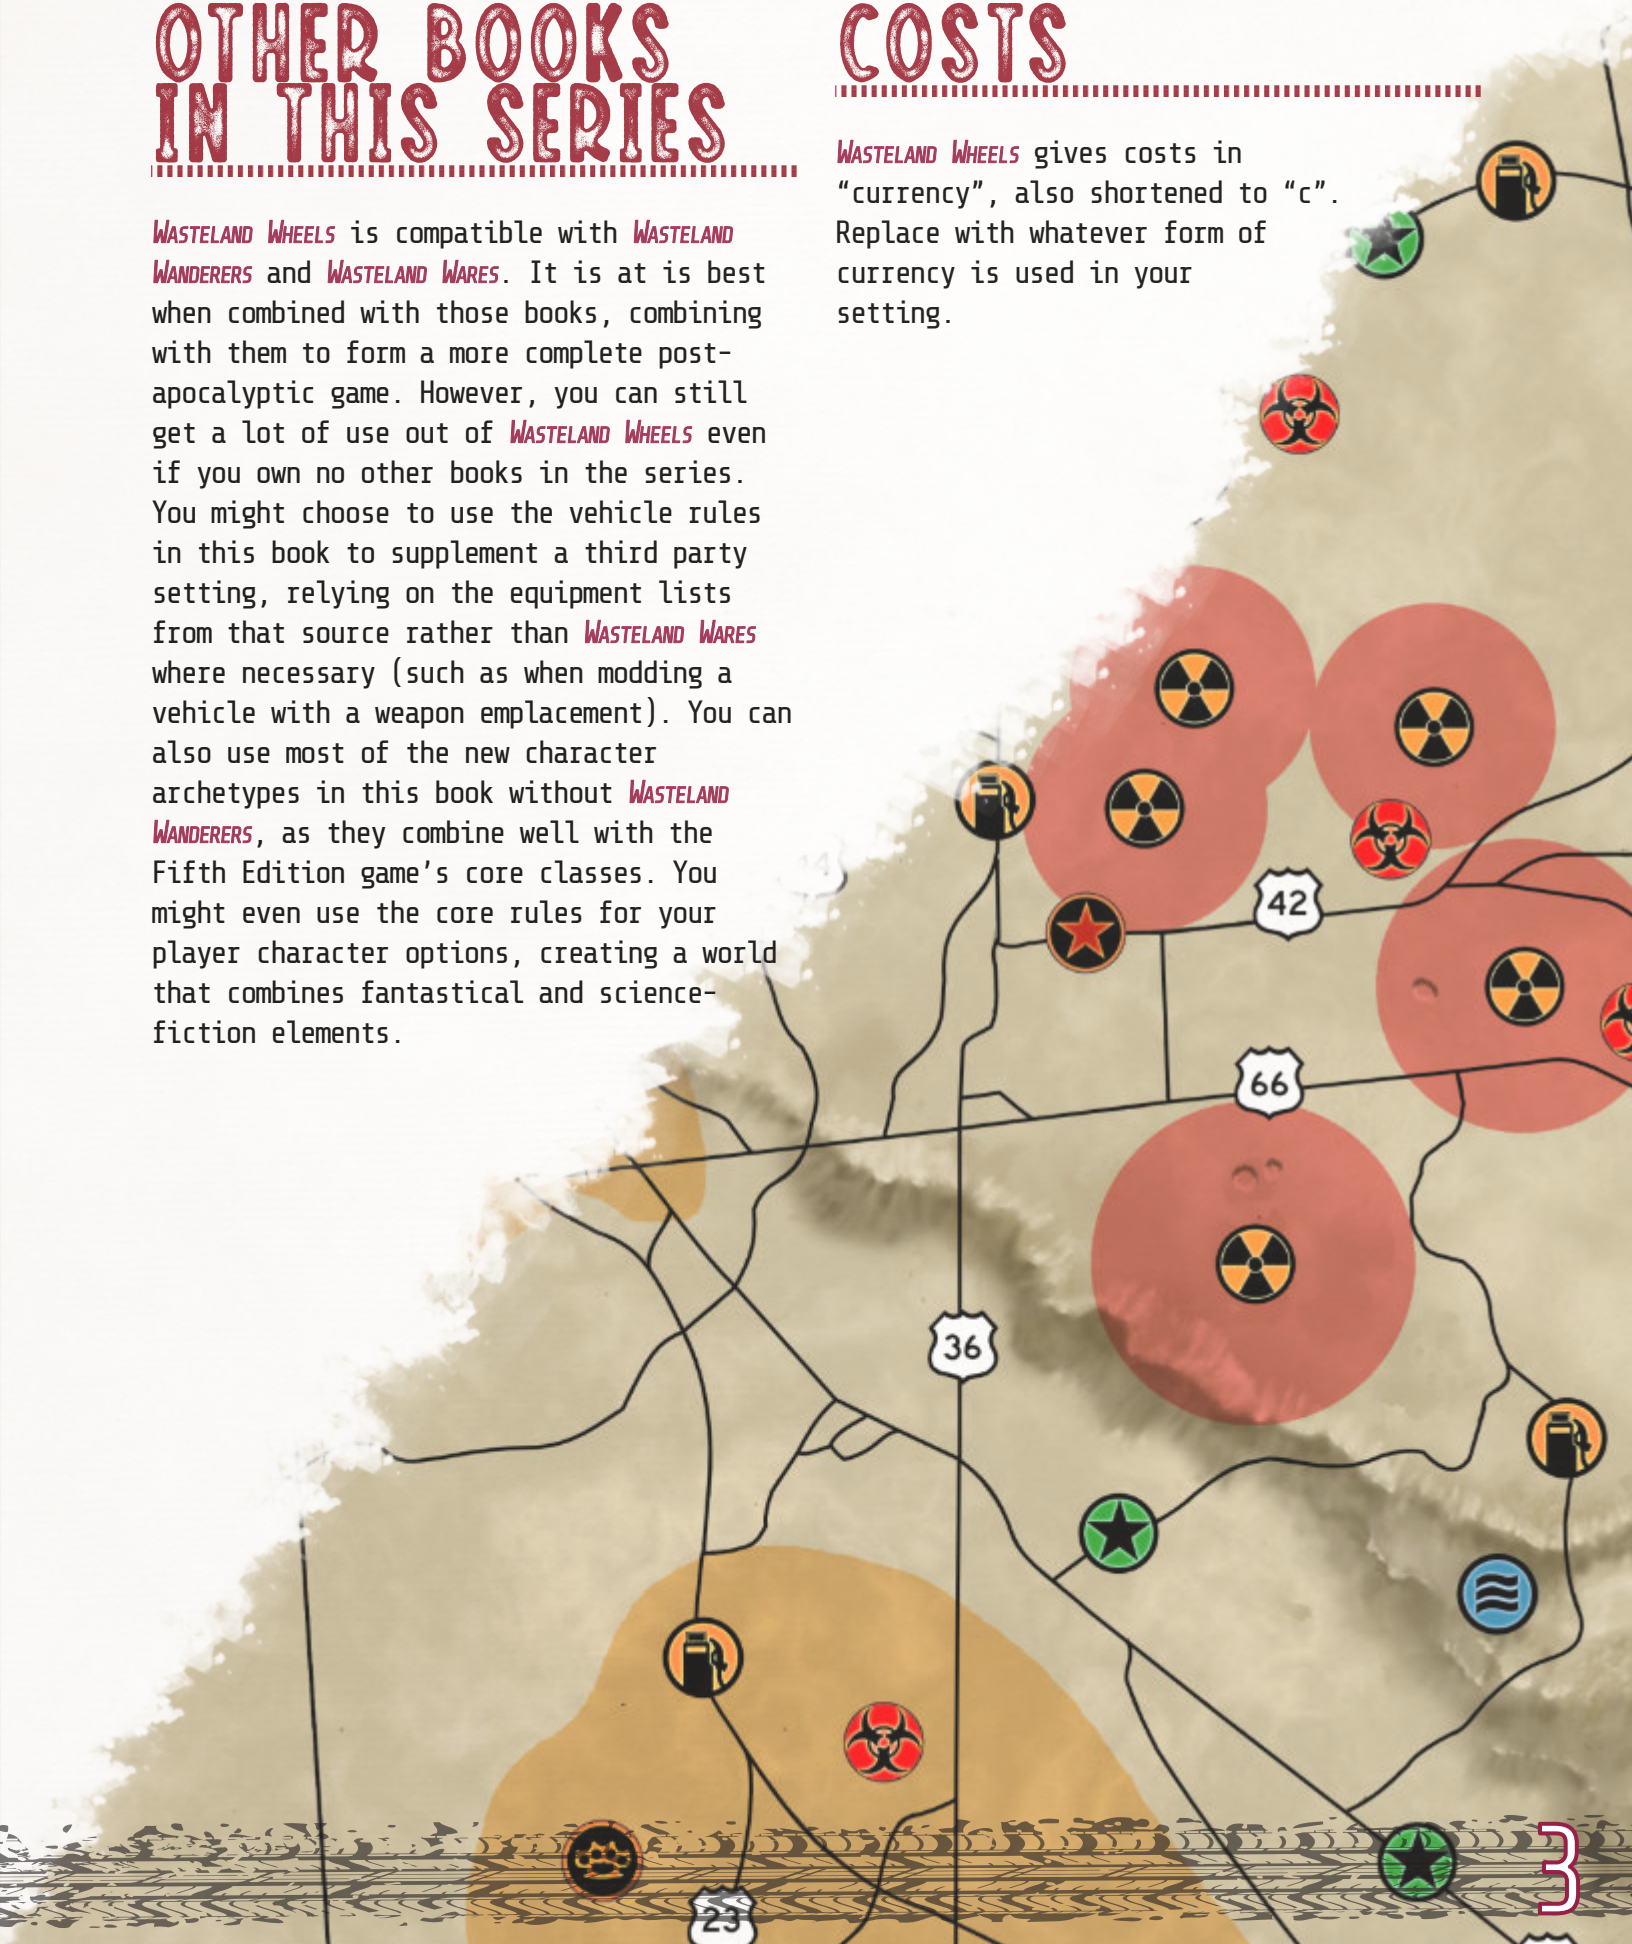 OTHER BOOKS
IN THIS SERIES
WASTELAND WHEELS is compatible with WASTELAND
WANDERERS and WASTELAND WARES. It is at is best
when combined with those books, combining
with them to form a more complete post-
apocalyptic game. However, you can still
get a lot of use out of WASTELAND WHEELS even
if you own no other books in the series.
You might choose to use the vehicle rules
in this book to supplement a third party
setting, relying on the equipment lists
from that source rather than WASTELAND WARES
where necessary (such as when modding a
vehicle with a weapon emplacement). You can
also use most of the new character
archetypes in this book without WASTELAND
WANDERERS, as they combine well with the
Fifth Edition game’s core classes. You
might even use the core rules for your
player character options, creating a world
that combines fantastical and science-
fiction elements.
COSTS
WASTELAND WHEELS gives costs in
“currency”, also shortened to “c”.
Replace with whatever form of
currency is used in your
setting.
14
42
66
36
23
3